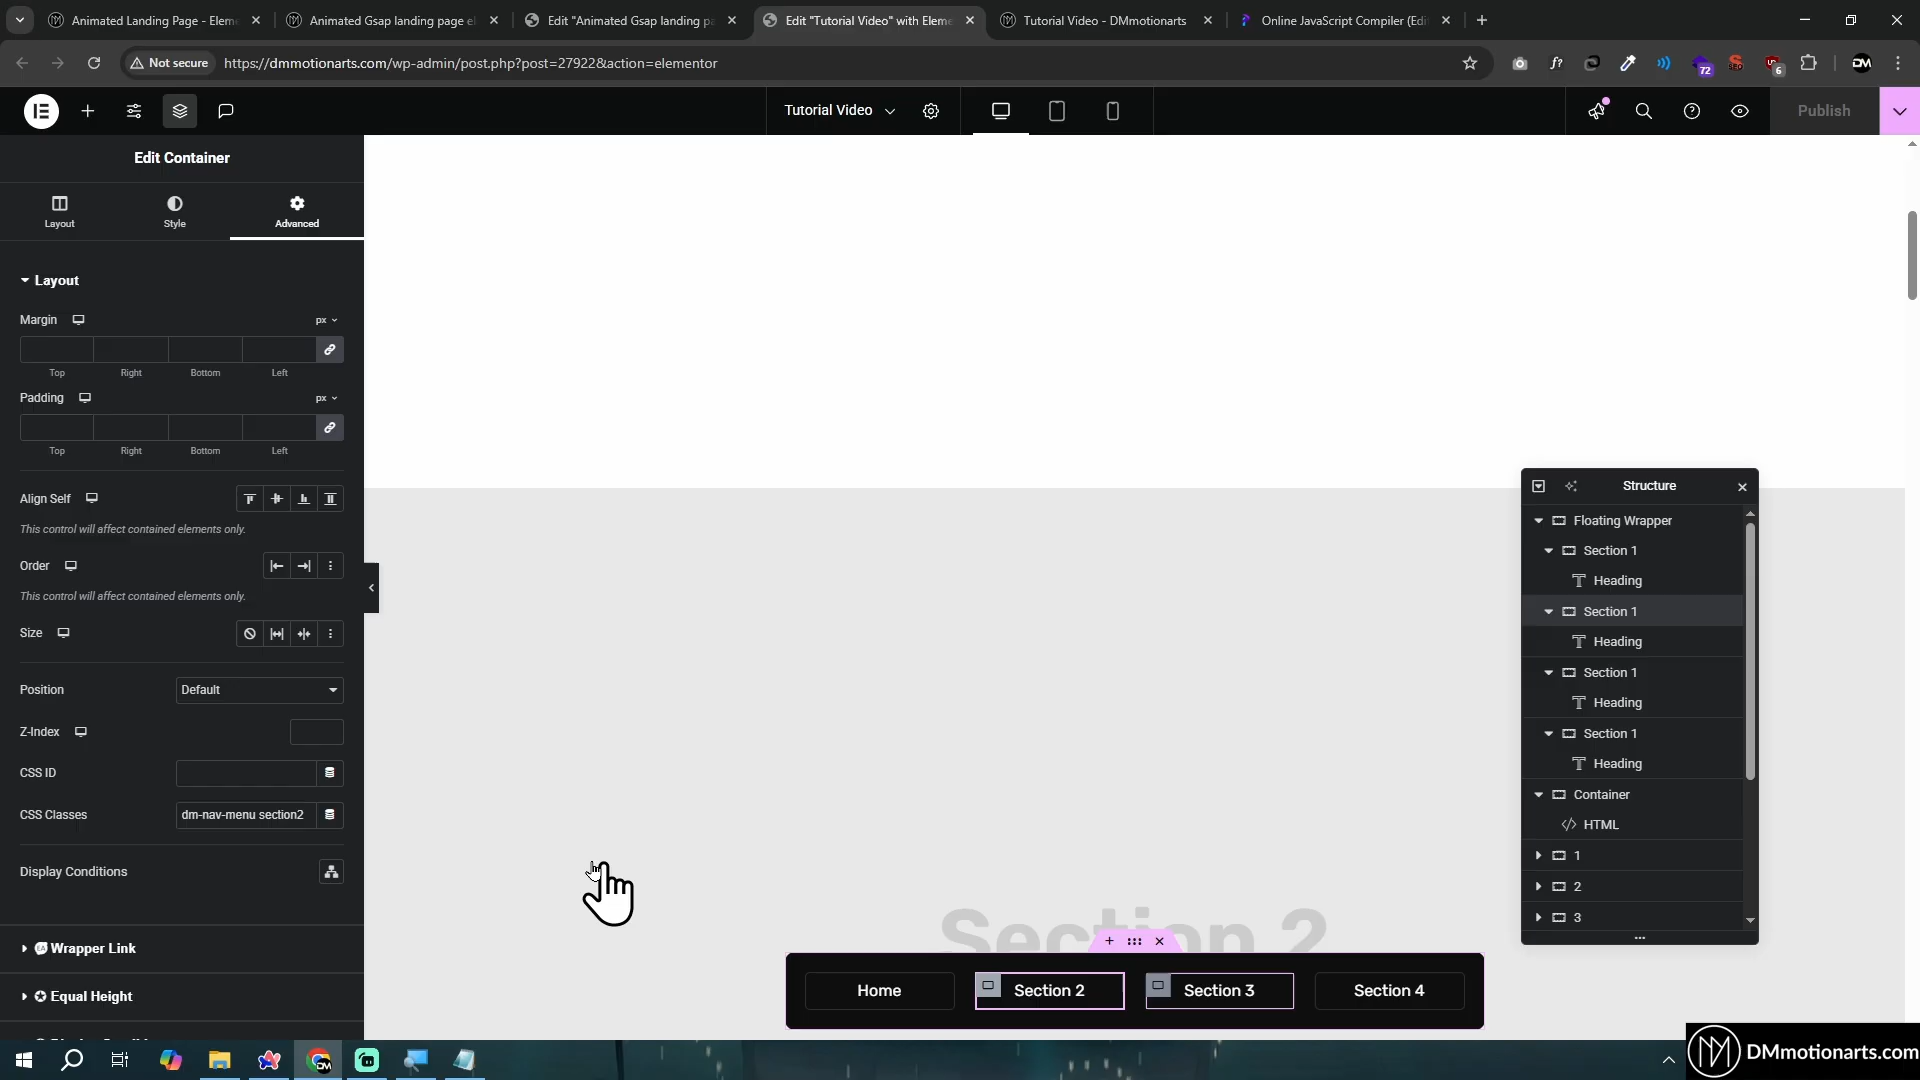 Animated Landing Page - Eleme
Animated Gsap landing page el
Edit "Animated Gsap landing pa
Edit "Tutorial Video" with Eleme
Tutorial Video - DMmotionarts
Online JavaScript Compiler (Edi
Not secure
https://dmmotionarts.com/wp-admin/post.php?post=27922&action=elementor
f?
72
6
DM
Tutorial Video
Publish
Edit Container
Layout
Style
Advanced
Layout
Margin
px
Top
Right
Bottom
Left
Padding
px
Top
Right
Bottom
Left
Align Self
This control will affect contained elements only.
Order
This control will affect contained elements only.
Size
Position
Default
Z-Index
CSS ID
CSS Classes
dm-nav-menu section2
Display Conditions
Wrapper Link
Equal Height
Structure
Floating Wrapper
Section 1
Heading
Section 1
Heading
Section 1
Heading
Section 1
Heading
Container
HTML
1
2
3
Section 2
Home
Section 2
Section 3
Section 4
DMmotionarts.com